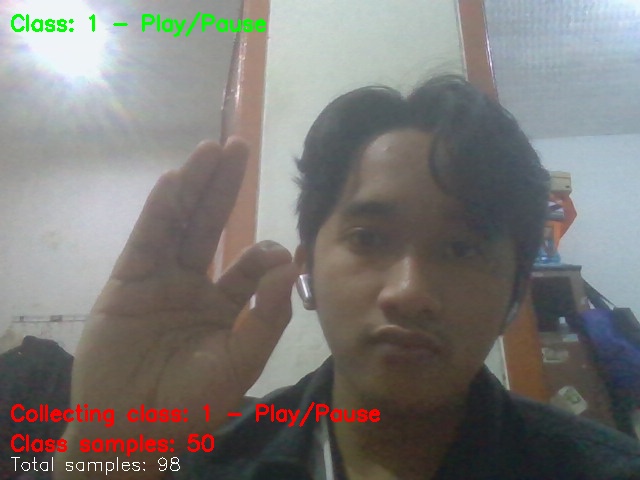 Class: 1 - Play/Pause
Collecting class: 1 - Play/Pause
Class samples: 50
Total samples: 98